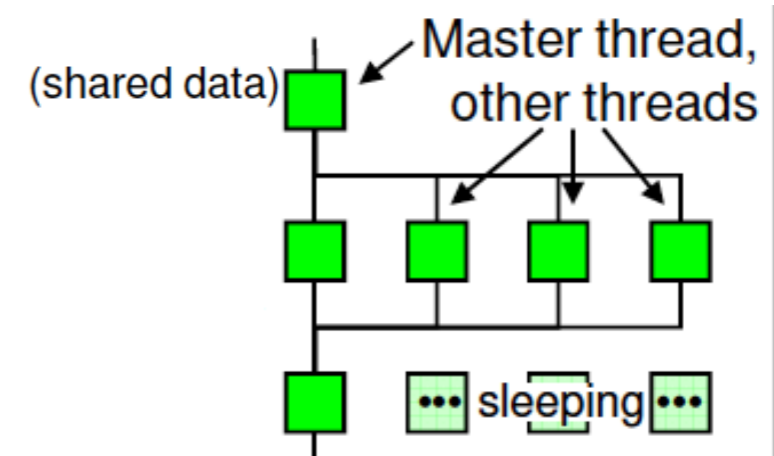 Master thread,
(shared data)
other threads
••• sleeping •••